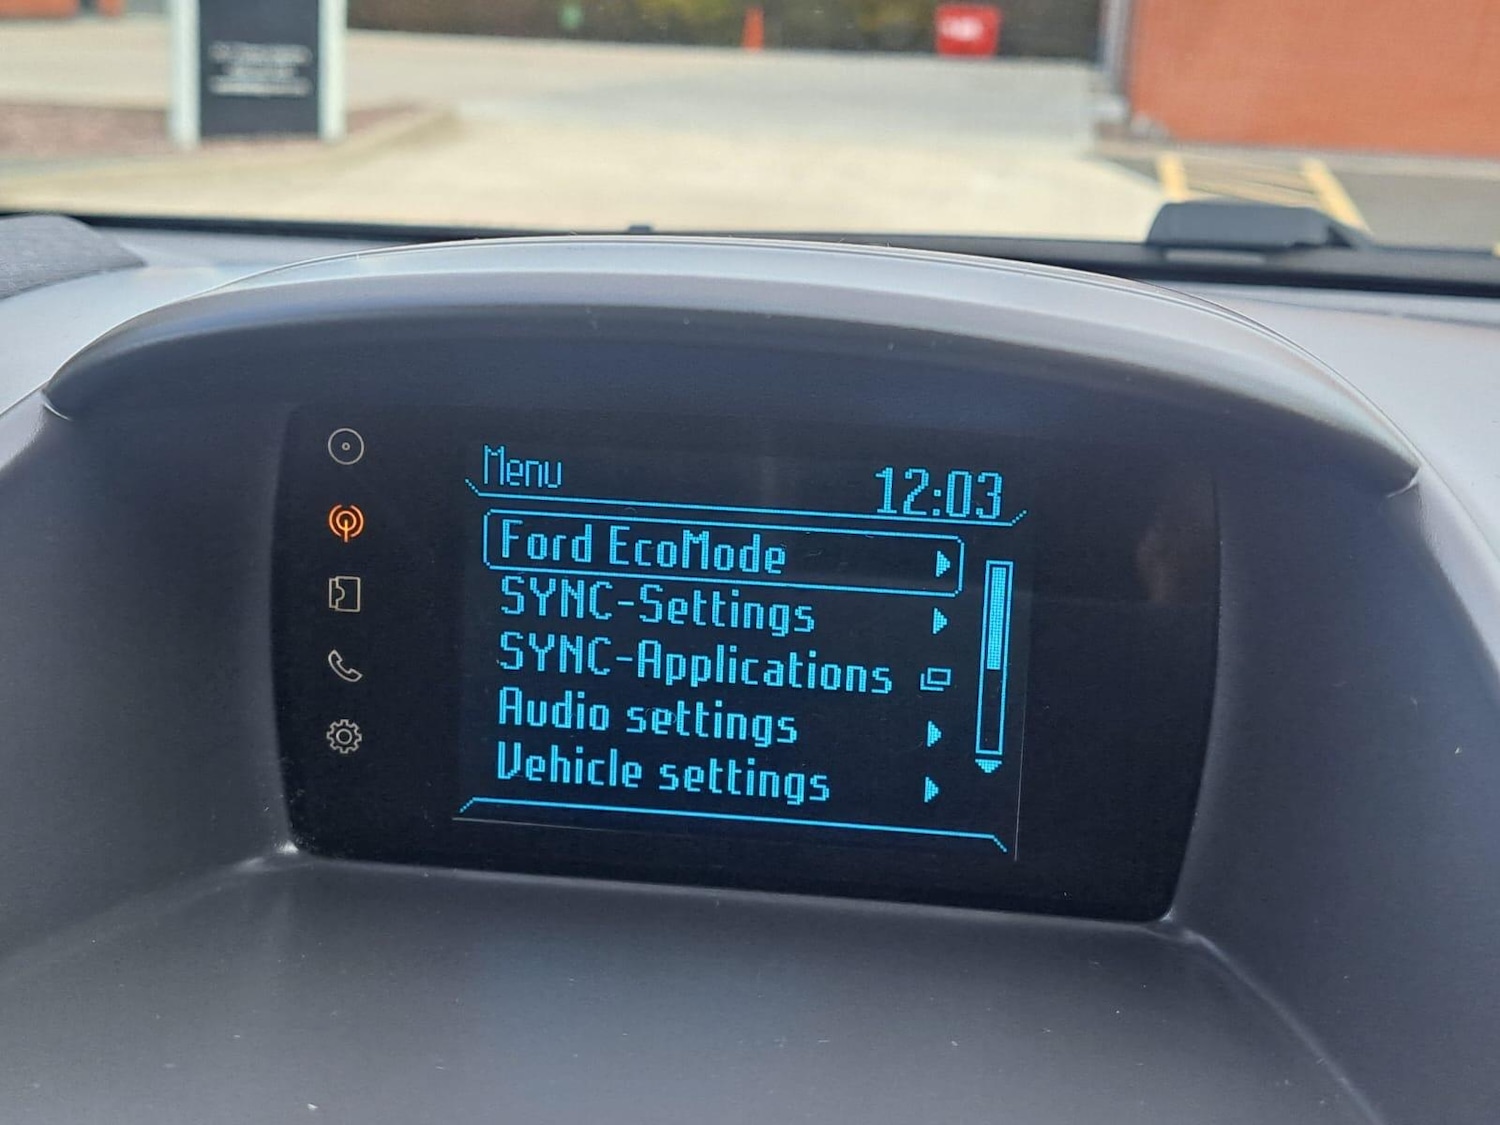 Menu
12:03
Ford EcoMode
SYNC-Settings
SYNC-Applications
Audio settings
Vehicle settings